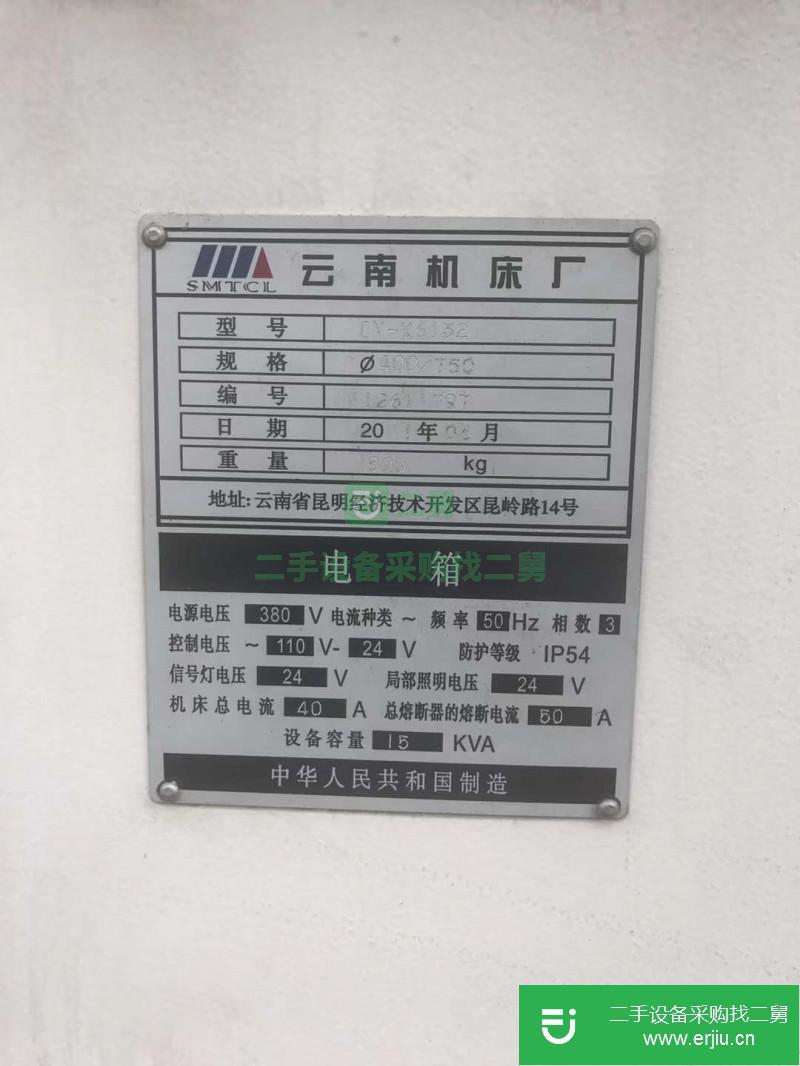 SMTCL 云南机床厂
型号
规格 Ø400/750
编号
日期 20 年 月
重量 kg
地址:云南省昆明经济技术开发区昆岭路14号
二舅
电箱
二手设备采购找二舅
电源电压 380 V 电流种类 ~ 频率 50 Hz 相数 3
控制电压 ~ 110 V- 24 V 防护等级 IP54
信号灯电压 24 V 局部照明电压 24 V
机床总电流 40 A 总熔断器的熔断电流 50 A
设备容量 15 KVA
中华人民共和国制造
二手设备采购找二舅
www.erjiu.cn